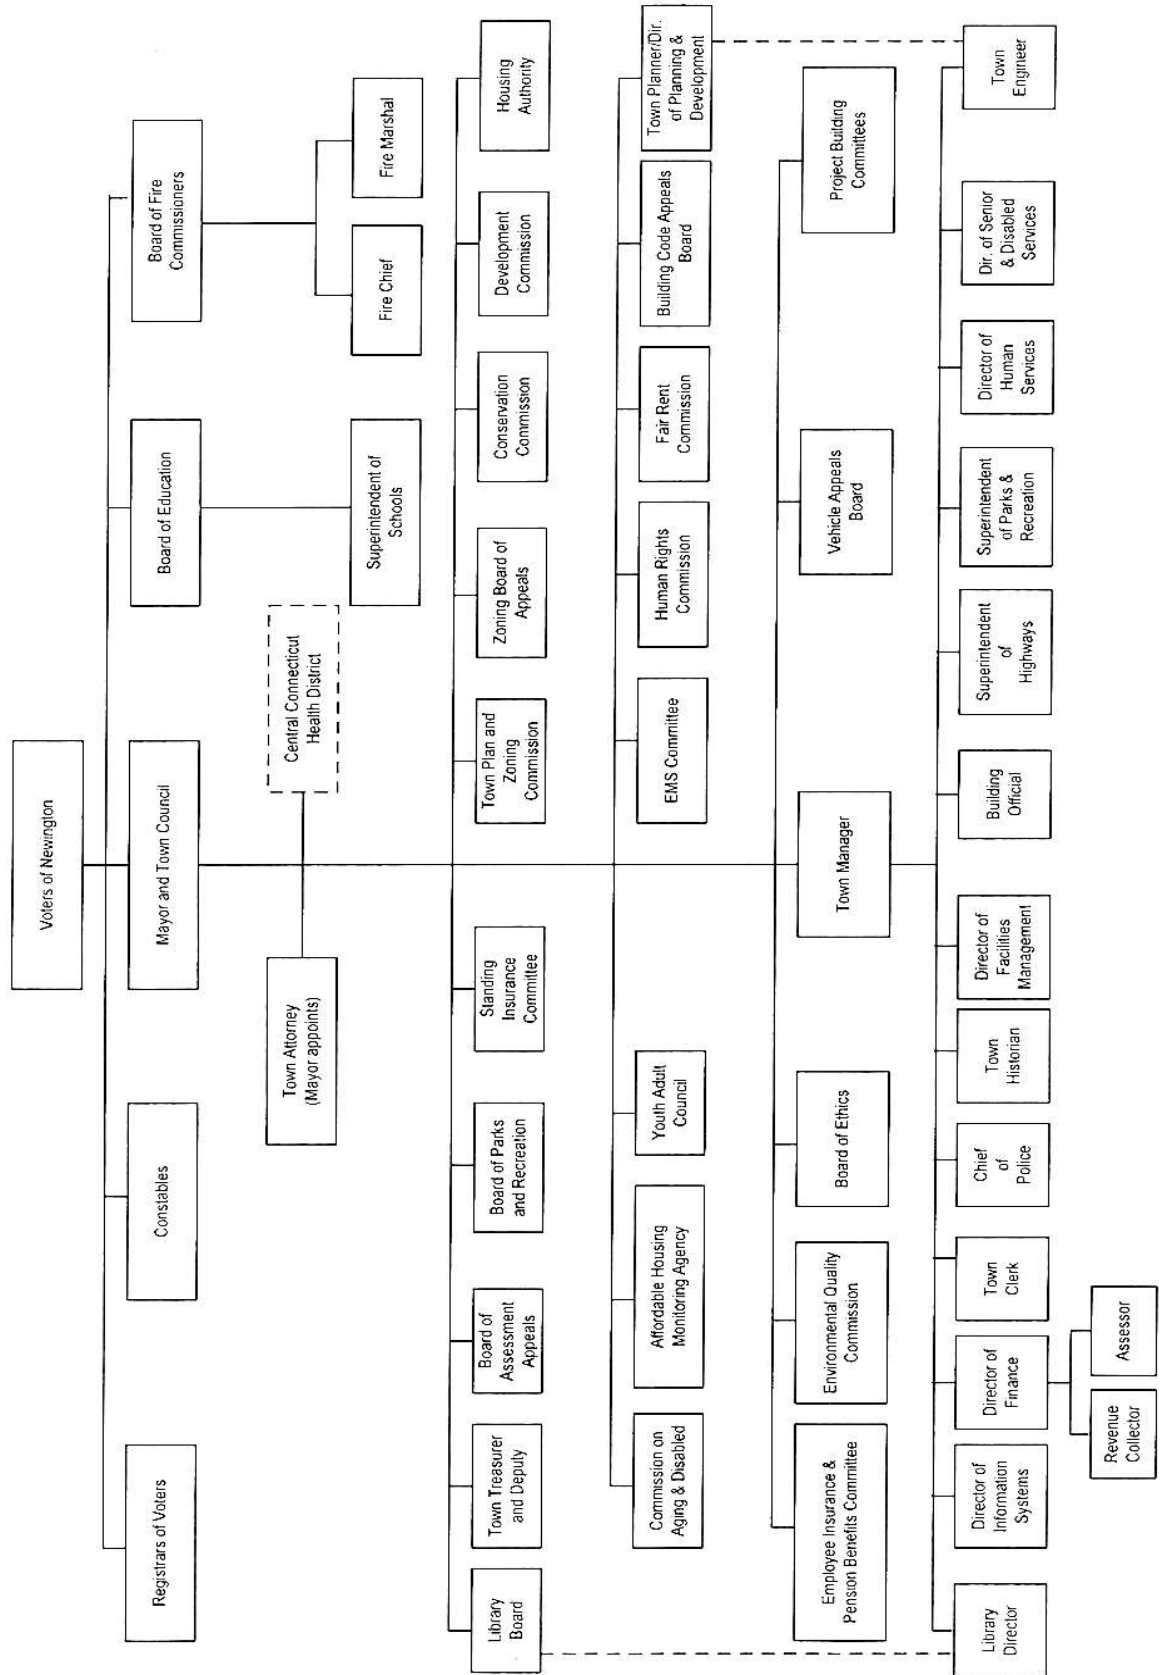 Voters of Newington
Registrars of Voters
Constables
Mayor and Town Council
Board of Education
Board of Fire
Commissioners
Town Attorney
(Mayor appoints)
Central Connecticut
Health District
Superintendent of
Schools
Fire Chief
Fire Marshal
Library
Board
Town Treasurer
and Deputy
Board of
Assessment
Appeals
Board of Parks
and Recreation
Standing
Insurance
Committee
Town Plan and
Zoning
Commission
Zoning Board of
Appeals
Conservation
Commission
Development
Commission
Housing
Authority
Commission on
Aging & Disabled
Affordable Housing
Monitoring Agency
Youth Adult
Council
EMS Committee
Human Rights
Commission
Fair Rent
Commission
Building Code Appeals
Board
Town Planner/Dir.
of Planning &
Development
Employee Insurance &
Pension Benefits Committee
Environmental Quality
Commission
Board of Ethics
Town Manager
Vehicle Appeals
Board
Project Building
Committees
Library
Director
Director of
Information
Systems
Director of
Finance
Town
Clerk
Chief
of
Police
Town
Historian
Director of
Facilities
Management
Building
Official
Superintendent
of
Highways
Superintendent
of Parks &
Recreation
Director of
Human
Services
Dir. of Senior
& Disabled
Services
Town
Engineer
Revenue
Collector
Assessor